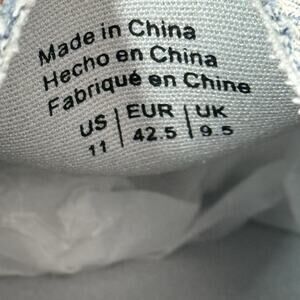 Made in China
Hecho en China
Fabriqué en Chine
US | EUR | UK
11 | 42.5 | 9.5